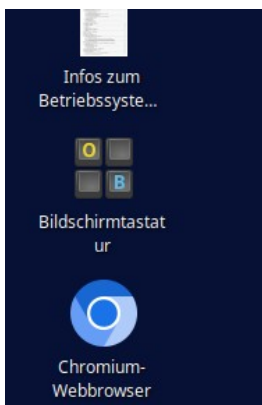 Infos zum
Betriebssyste...
O
B
Bildschirmtastat
ur
Chromium-
Webbrowser